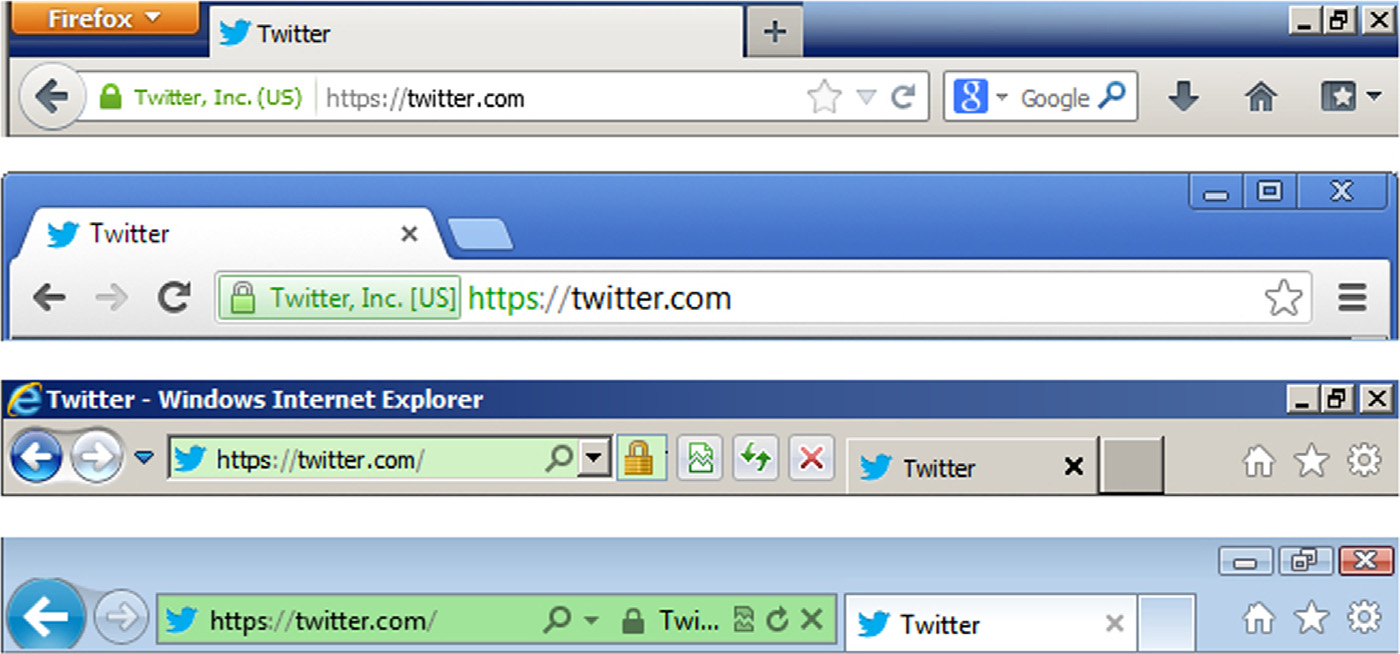 Firefox
Twitter
Twitter, Inc. (US) https://twitter.com Google
Twitter
Twitter, Inc. [US] https://twitter.com
Twitter - Windows Internet Explorer
https://twitter.com/ Twitter
https://twitter.com/ Twi... Twitter